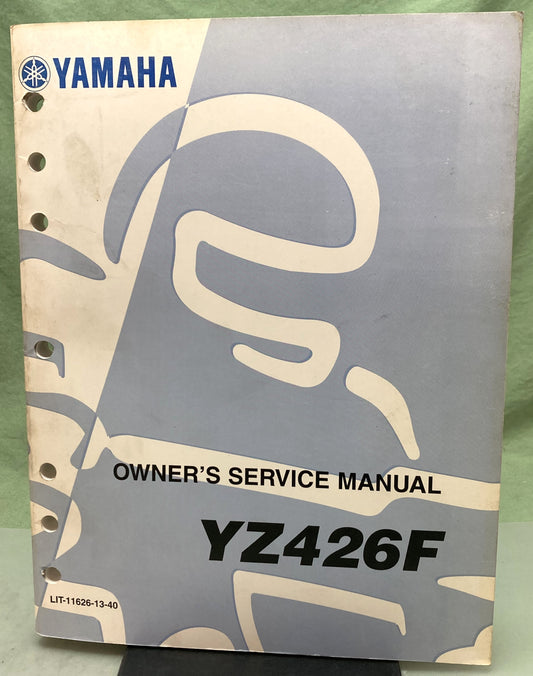 YAMAHA
OWNER'S SERVICE MANUAL
YZ426F
LIT-11626-13-40